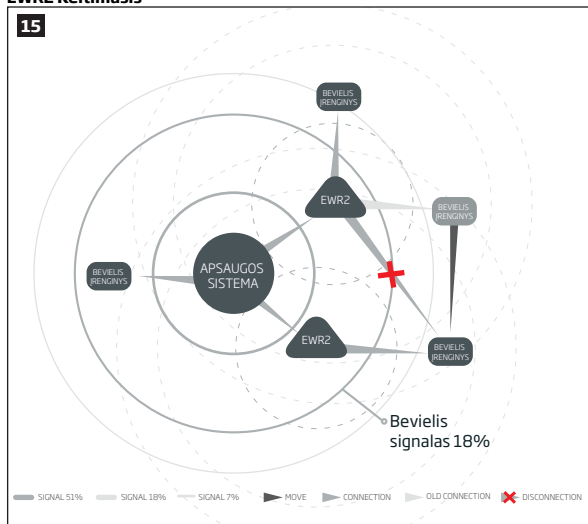 EWR2 Keitimasis
15
BEVIELIS
ĮRENGINYS
EWR2
BEVIELIS
ĮRENGINYS
APSAUGOS
SISTEMA
BEVIELIS
ĮRENGINYS
EWR2
BEVIELIS
ĮRENGINYS
Bevielis
signalas 18%
SIGNAL 51%
SIGNAL 18%
SIGNAL 7%
MOVE
CONNECTION
OLD CONNECTION
DISCONNECTION